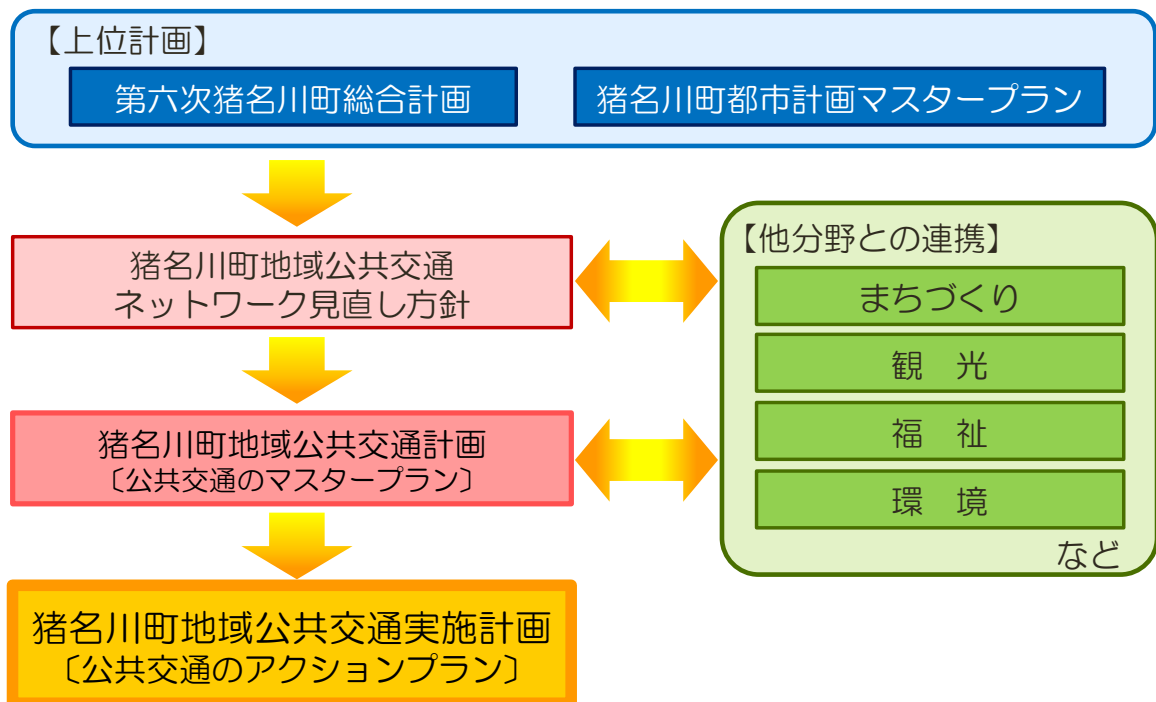 【上位計画】
第六次猪名川町総合計画
猪名川町都市計画マスタープラン
猪名川町地域公共交通
ネットワーク見直し方針
【他分野との連携】
まちづくり
観　光
福　祉
環　境
など
猪名川町地域公共交通計画
〔公共交通のマスタープラン〕
猪名川町地域公共交通実施計画
〔公共交通のアクションプラン〕